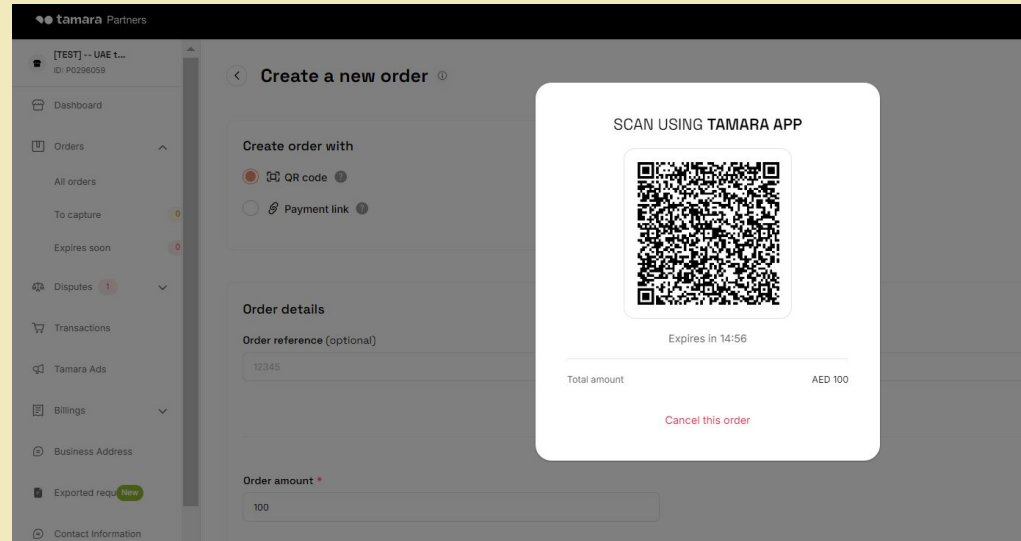 tamara Partners
[TEST] -- UAE t...
ID: P0296059
Dashboard
Orders
All orders
To capture 0
Expires soon 0
Disputes 1
Transactions
Tamara Ads
Billings
Business Address
Exported requ New
Contact Information
Create a new order
Create order with
QR code ?
Payment link ?
Order details
Order reference (optional)
12345
Order amount *
100
SCAN USING TAMARA APP
Expires in 14:56
Total amount AED 100
Cancel this order